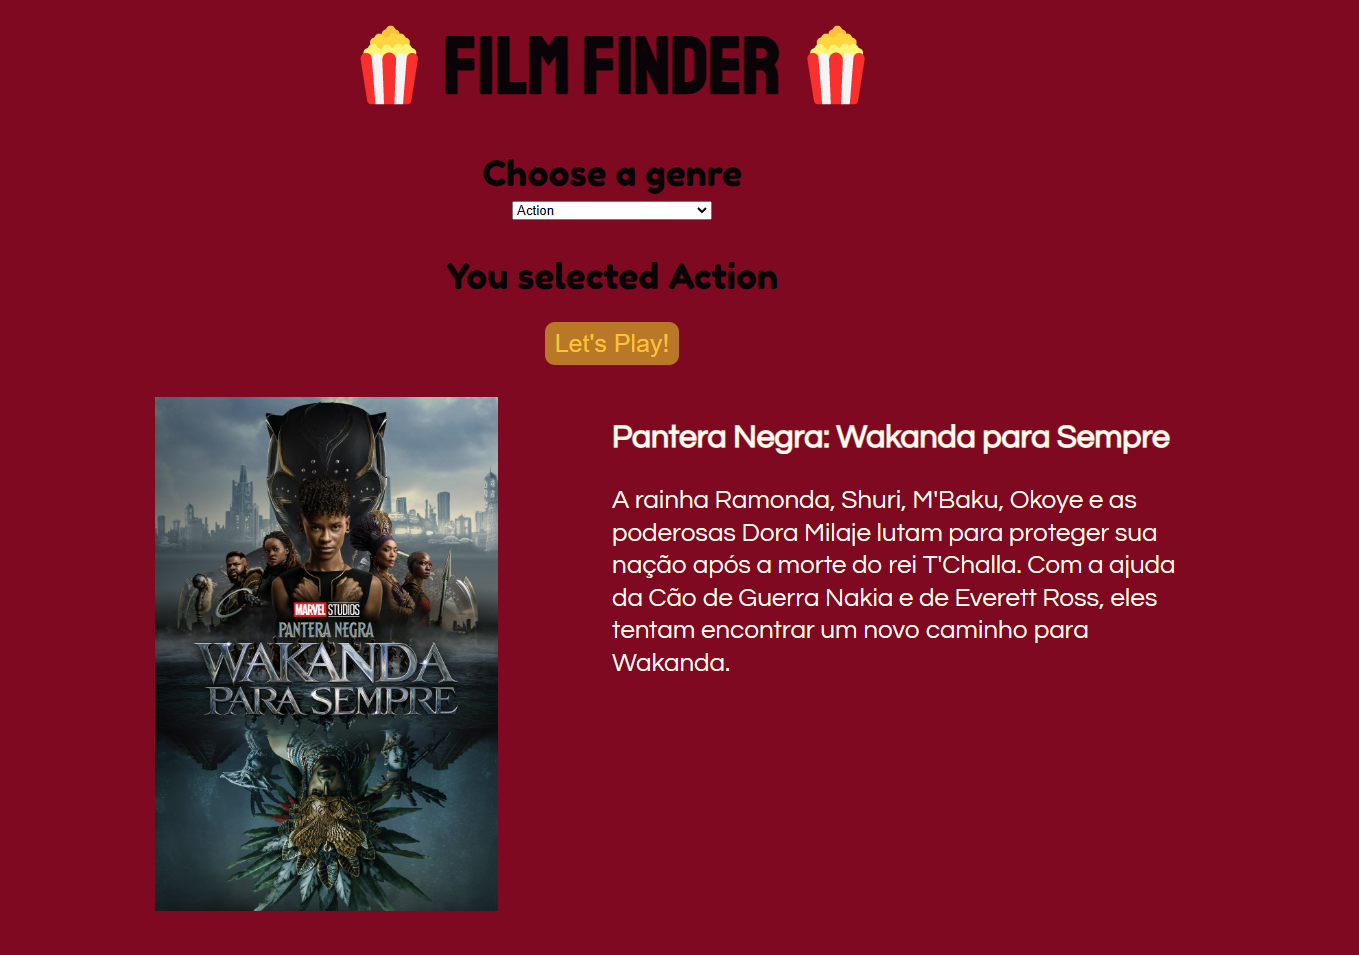 FILM FINDER
Choose a genre
Action
You selected Action
Let's Play!
Pantera Negra: Wakanda para Sempre
A rainha Ramonda, Shuri, M'Baku, Okoye e as
poderosas Dora Milaje lutam para proteger sua
nação após a morte do rei T'Challa. Com a ajuda
da Cão de Guerra Nakia e de Everett Ross, eles
tentam encontrar um novo caminho para
Wakanda.
MARVEL STUDIOS
PANTERA NEGRA
WAKANDA
PARA SEMPRE